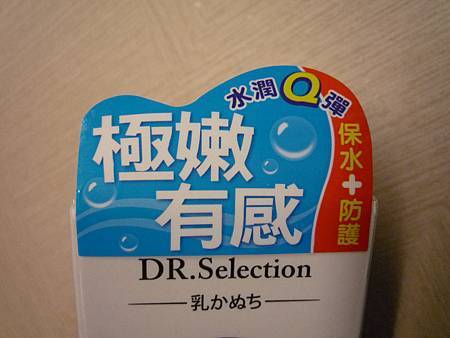 水潤Q彈
極嫩
有感
保水+防護
DR.Selection
乳かぬち